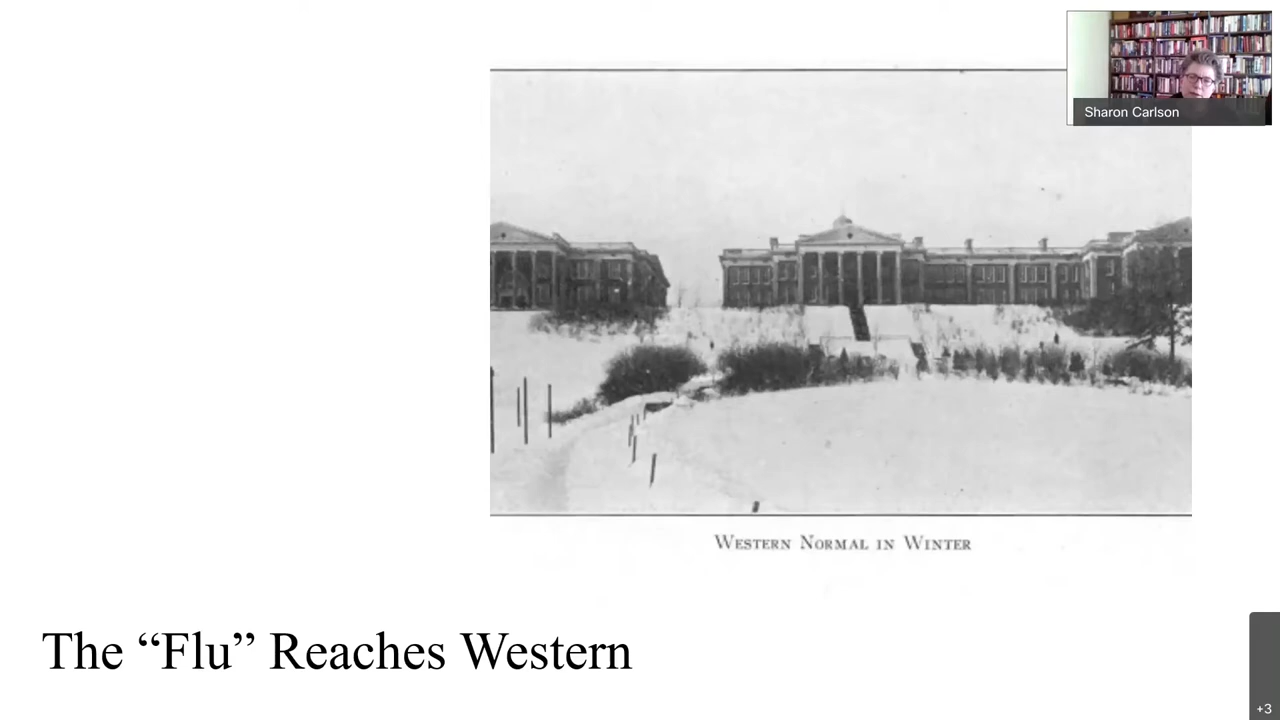 Sharon Carlson
WESTERN NORMAL IN WINTER
The “Flu” Reaches Western
+3